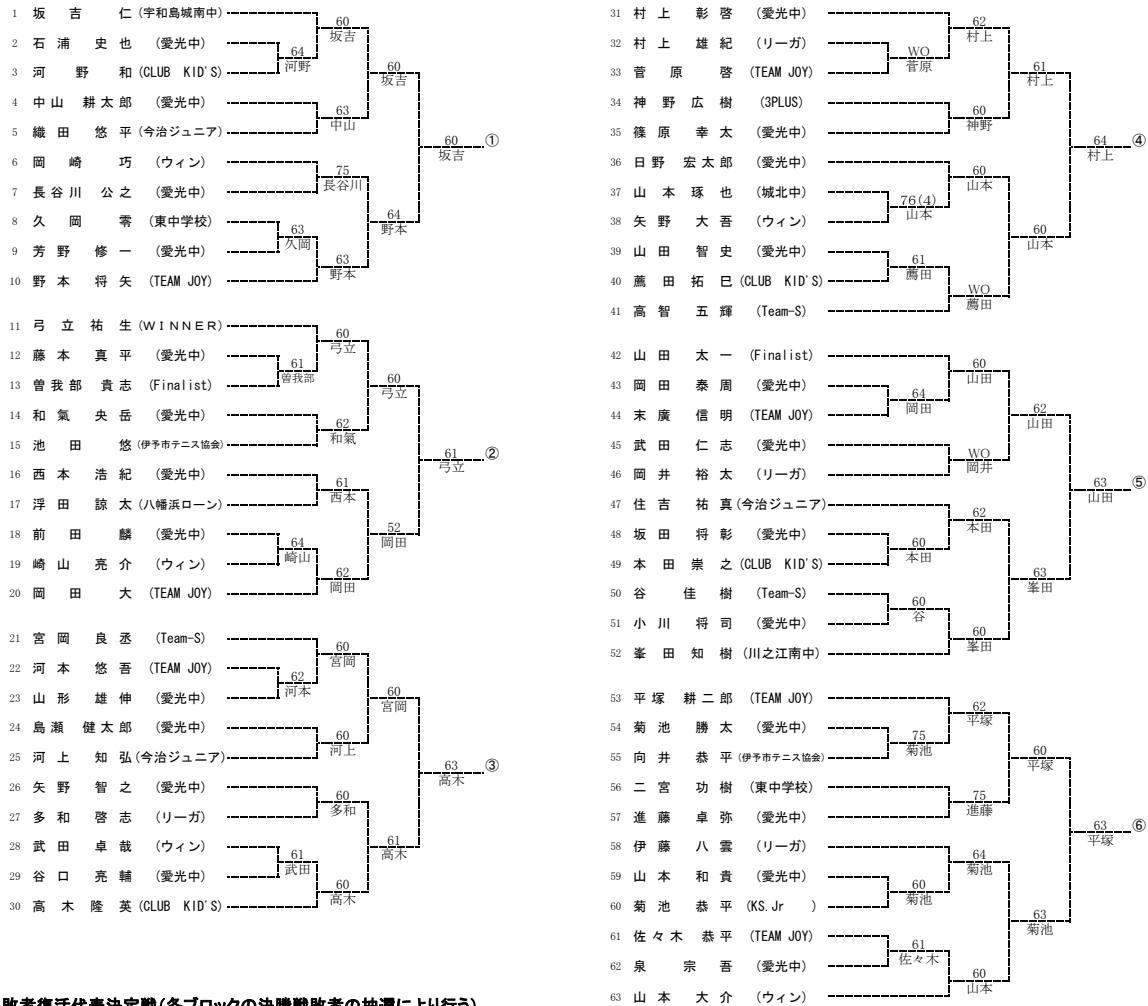 1 坂 吉 仁 (宇和島城南中)
60
坂吉
2 石 浦 史 也 (愛光中)
64
河野
3 河 野 和 (CLUB KID'S)
60
坂吉
4 中 山 耕 太 郎 (愛光中)
63
中山
5 織 田 悠 平 (今治ジュニア)
60
坂吉
①
6 岡 崎 巧 (ウィン)
75
長谷川
7 長 谷 川 公 之 (愛光中)
64
野本
8 久 岡 零 (東中学校)
63
久岡
9 芳 野 修 一 (愛光中)
63
野本
10 野 本 将 矢 (TEAM JOY)
11 弓 立 祐 生 (WINNER)
60
弓立
12 藤 本 真 平 (愛光中)
61
曽我部
13 曽 我 部 貴 志 (Finalist)
60
弓立
14 和 氣 央 岳 (愛光中)
62
和氣
15 池 田 悠 (伊予市テニス協会)
61
弓立
②
16 西 本 浩 紀 (愛光中)
61
西本
17 浮 田 諒 太 (八幡浜ローン)
52
岡田
18 前 田 麟 (愛光中)
64
崎山
19 崎 山 亮 介 (ウィン)
62
岡田
20 岡 田 大 (TEAM JOY)
21 宮 岡 良 丞 (Team-S)
60
宮岡
22 河 本 悠 吾 (TEAM JOY)
62
河本
23 山 形 雄 伸 (愛光中)
60
宮岡
24 島 瀬 健 太 郎 (愛光中)
60
河上
25 河 上 知 弘 (今治ジュニア)
63
高木
③
26 矢 野 智 之 (愛光中)
60
多和
27 多 和 啓 志 (リーガ)
61
高木
28 武 田 卓 哉 (ウィン)
61
武田
29 谷 口 亮 輔 (愛光中)
60
高木
30 高 木 隆 英 (CLUB KID'S)
敗者復活代表決定戦(各ブロックの決勝戦敗者の抽選により行う)
31 村 上 彰 啓 (愛光中)
62
村上
32 村 上 雄 紀 (リーガ)
WO
菅原
33 菅 原 啓 (TEAM JOY)
61
村上
34 神 野 広 樹 (3PLUS)
60
神野
35 篠 原 幸 太 (愛光中)
64
村上
④
36 日 野 宏 太 郎 (愛光中)
60
山本
37 山 本 琢 也 (城北中)
76(4)
山本
38 矢 野 大 吾 (ウィン)
60
山本
39 山 田 智 史 (愛光中)
61
薦田
40 薦 田 拓 巳 (CLUB KID'S)
WO
薦田
41 高 智 五 輝 (Team-S)
42 山 田 太 一 (Finalist)
60
山田
43 岡 田 泰 周 (愛光中)
64
岡田
44 末 廣 信 明 (TEAM JOY)
62
山田
45 武 田 仁 志 (愛光中)
WO
岡井
46 岡 井 裕 太 (リーガ)
63
山田
⑤
47 住 吉 祐 真 (今治ジュニア)
62
本田
48 坂 田 将 彰 (愛光中)
60
本田
49 本 田 崇 之 (CLUB KID'S)
63
峯田
50 谷 佳 樹 (Team-S)
60
谷
51 小 川 将 司 (愛光中)
60
峯田
52 峯 田 知 樹 (川之江南中)
53 平 塚 耕 二 郎 (TEAM JOY)
62
平塚
54 菊 池 勝 太 (愛光中)
75
菊池
55 向 井 恭 平 (伊予市テニス協会)
60
平塚
56 二 宮 功 樹 (東中学校)
75
進藤
57 進 藤 卓 弥 (愛光中)
63
平塚
⑥
58 伊 藤 八 雲 (リーガ)
64
菊池
59 山 本 和 貴 (愛光中)
60
菊池
60 菊 池 恭 平 (KS.Jr )
63
菊池
61 佐 々 木 恭 平 (TEAM JOY)
61
佐々木
62 泉 宗 吾 (愛光中)
60
山本
63 山 本 大 介 (ウィン)